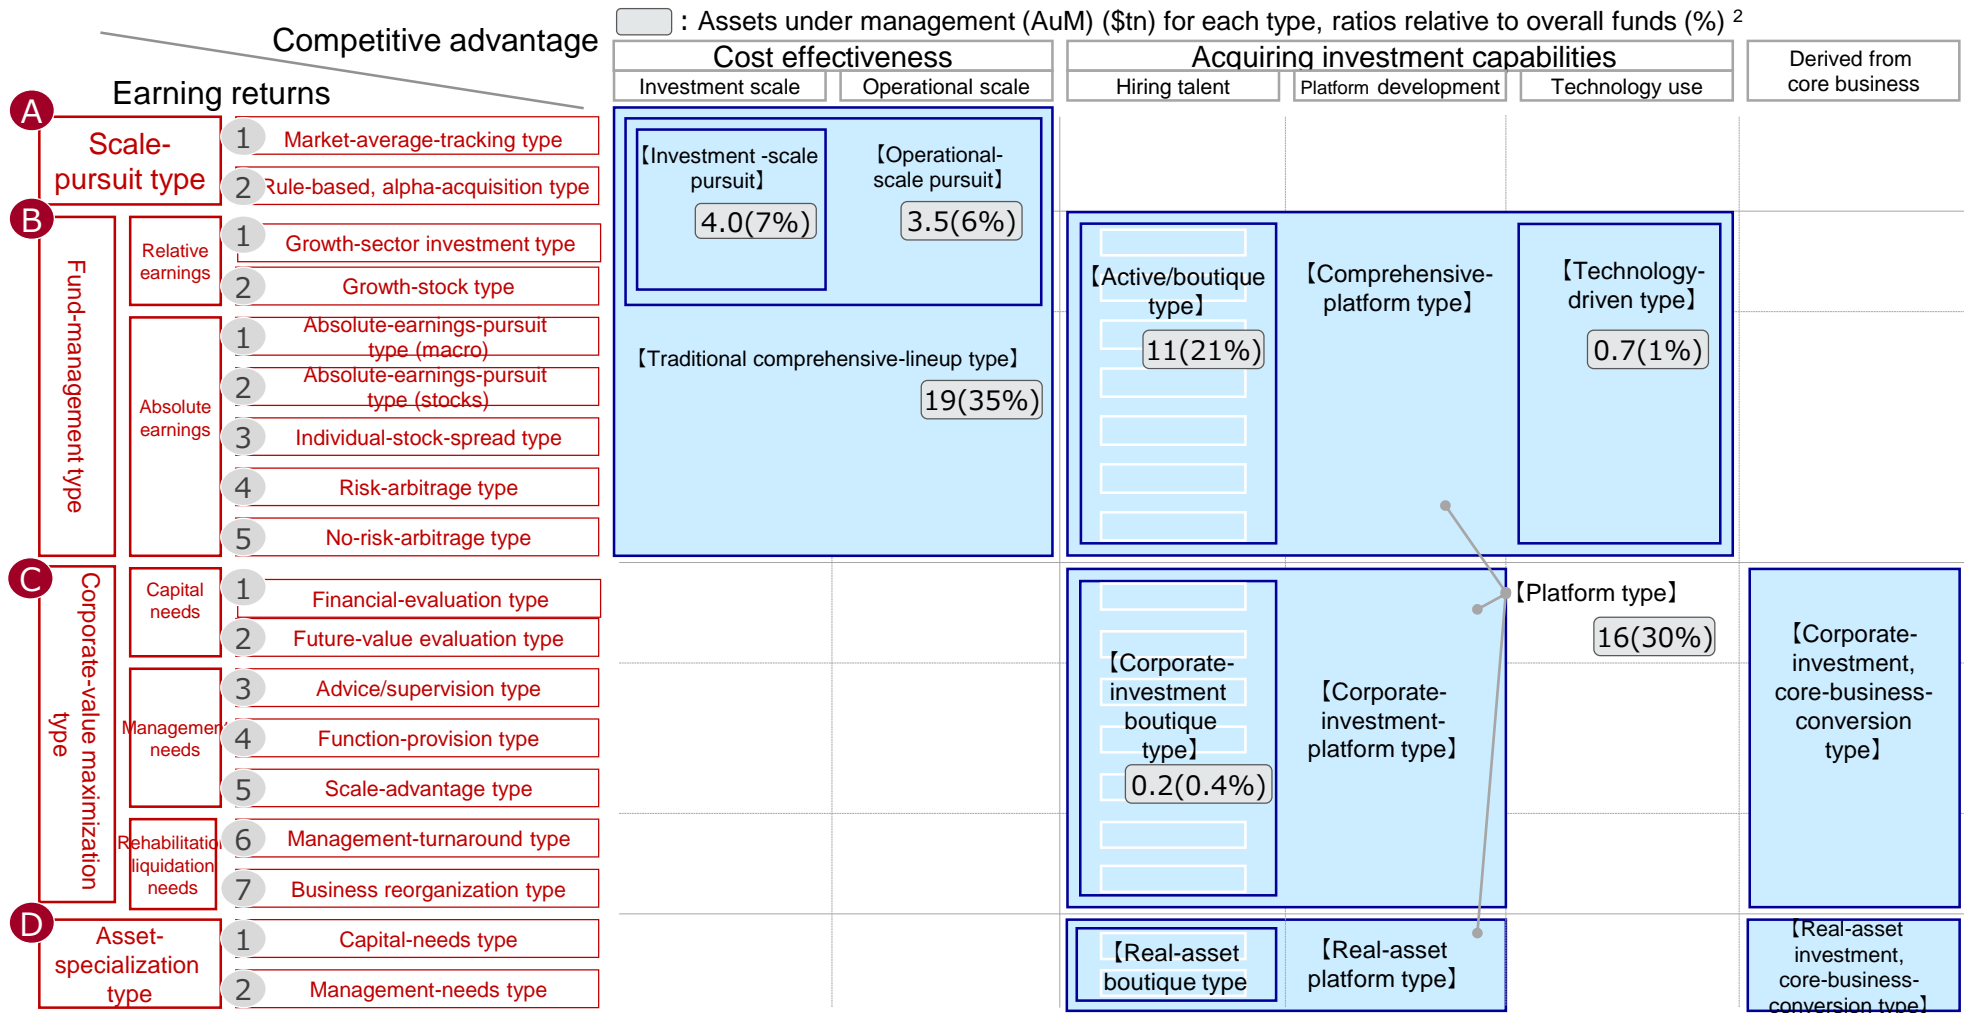 : Assets under management (AuM) ($tn) for each type, ratios relative to overall funds (%) 2
Competitive advantage
Earning returns
Cost effectiveness
Acquiring investment capabilities
Derived from
core business
Investment scale
Operational scale
Hiring talent
Platform development
Technology use
A
Scale-
pursuit type
1
Market-average-tracking type
2
Rule-based, alpha-acquisition type
B
Fund-management type
Relative
earnings
1
Growth-sector investment type
2
Growth-stock type
Absolute
earnings
1
Absolute-earnings-pursuit
type (macro)
2
Absolute-earnings-pursuit
type (stocks)
3
Individual-stock-spread type
4
Risk-arbitrage type
5
No-risk-arbitrage type
C
Corporate-value maximization
type
Capital
needs
1
Financial-evaluation type
2
Future-value evaluation type
Management
needs
3
Advice/supervision type
4
Function-provision type
5
Scale-advantage type
Rehabilitation
liquidation
needs
6
Management-turnaround type
7
Business reorganization type
D
Asset-
specialization
type
1
Capital-needs type
2
Management-needs type
【Investment -scale
pursuit】
4.0(7%)
【Operational-
scale pursuit】
3.5(6%)
【Traditional comprehensive-lineup type】
19(35%)
【Active/boutique
type】
11(21%)
【Comprehensive-
platform type】
【Technology-
driven type】
0.7(1%)
【Platform type】
16(30%)
【Corporate-
investment
boutique
type】
0.2(0.4%)
【Corporate-
investment-
platform type】
【Corporate-
investment,
core-business-
conversion
type】
【Real-asset
boutique type
【Real-asset
platform type】
【Real-asset
investment,
core-business-
conversion type】